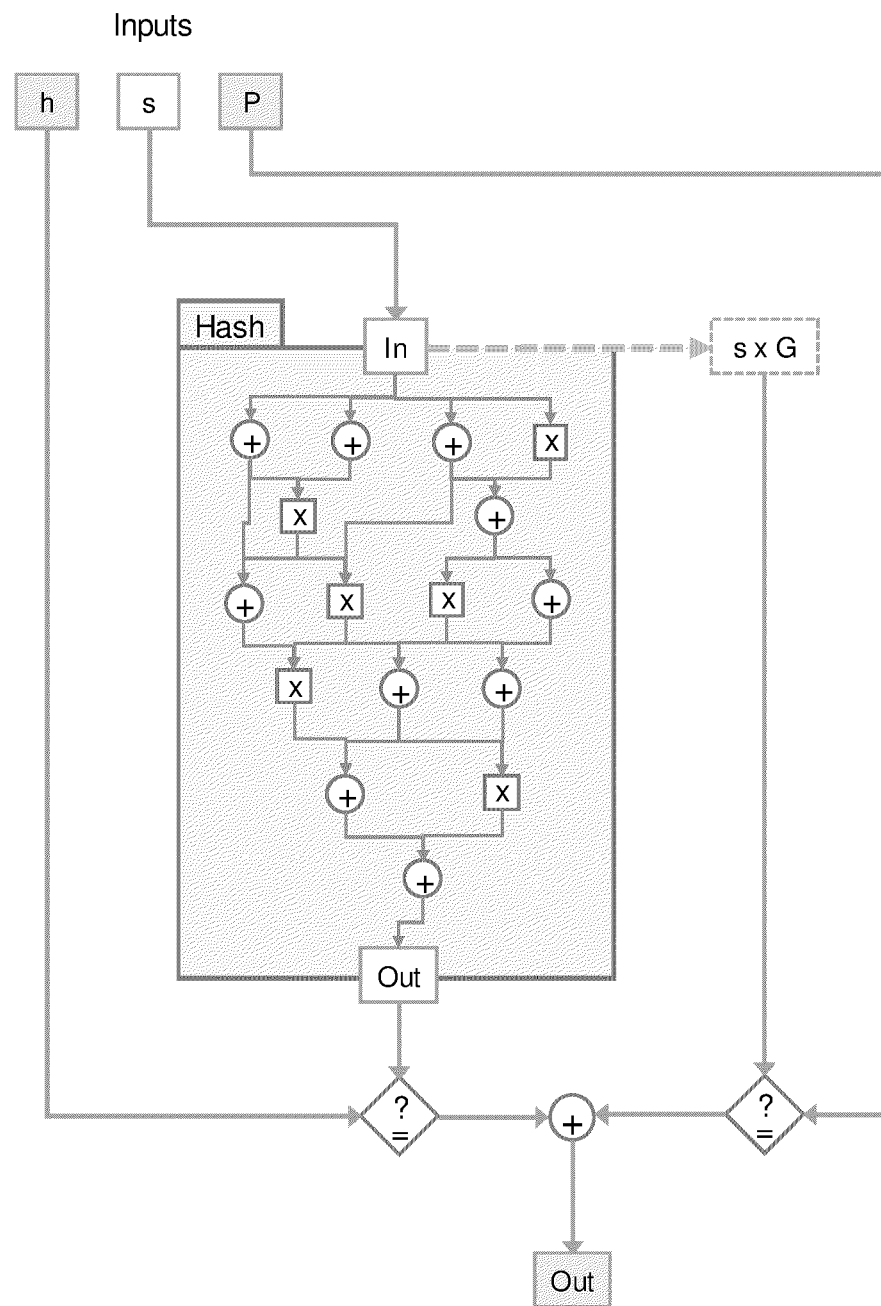 Inputs
h s P
Hash
In
s x G
+ + + x
x +
+ x x +
x + +
+ x
+
Out
? ?
= + =
Out